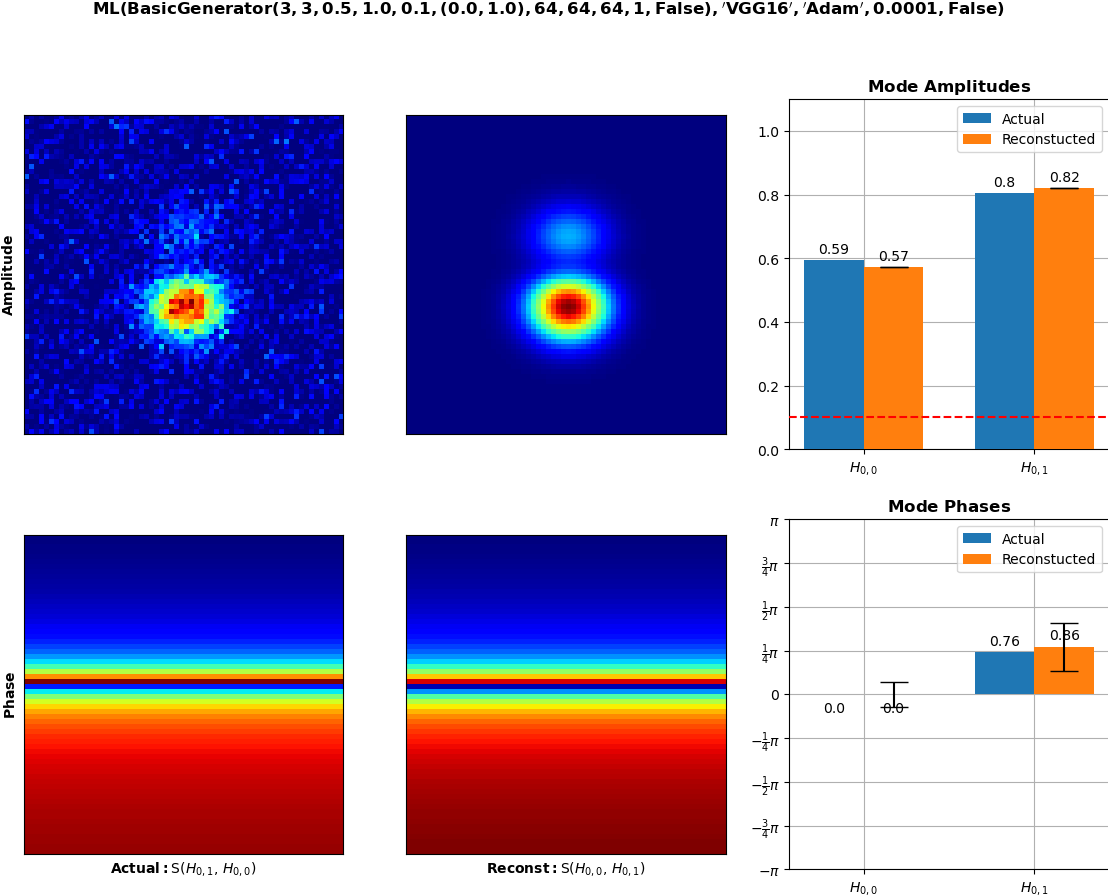 ML(BasicGenerator(3, 3, 0.5, 1.0, 0.1, (0.0, 1.0), 64, 64, 64, 1, False), ′VGG16′, ′Adam′, 0.0001, False)
Amplitude
Mode Amplitudes
Actual
Reconstucted
1.0
0.8
0.6
0.4
0.2
0.0
0.59
0.57
0.8
0.82
H0,0
H0,1
Phase
Actual: S(H0,1, H0,0)
Reconst: S(H0,0, H0,1)
Mode Phases
Actual
Reconstucted
π
3/4π
1/2π
1/4π
0
−1/4π
−1/2π
−3/4π
−π
0.0
0.0
0.76
0.86
H0,0
H0,1